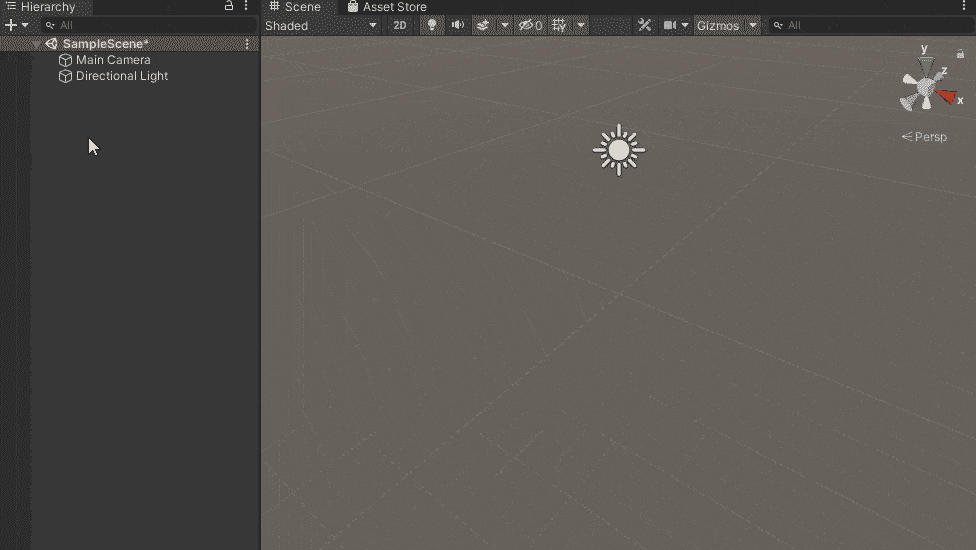 Hierarchy
All
SampleScene*
Main Camera
Directional Light
Scene
Asset Store
Shaded
2D
0
Gizmos
All
y
z
x
Persp